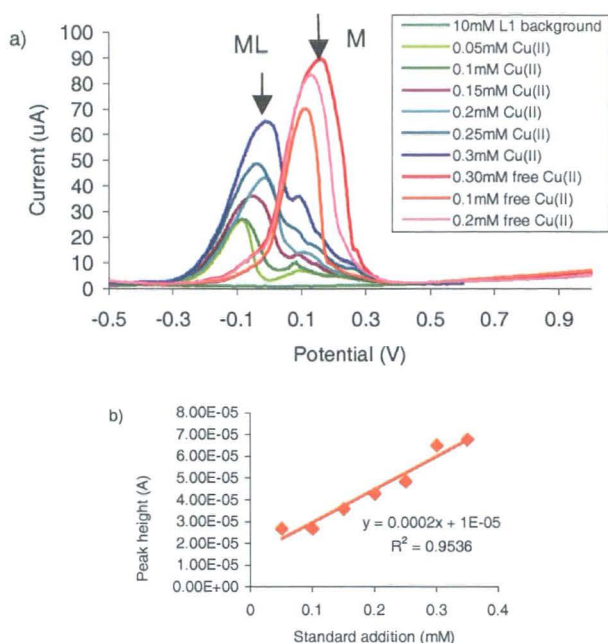 a)
ML
M
Current (uA)
100
90
80
70
60
50
40
30
20
10
0
-0.5
-0.3
-0.1
0.1
0.3
0.5
0.7
0.9
Potential (V)
10mM L1 background
0.05mM Cu(II)
0.1mM Cu(II)
0.15mM Cu(II)
0.2mM Cu(II)
0.25mM Cu(II)
0.3mM Cu(II)
0.30mM free Cu(II)
0.1mM free Cu(II)
0.2mM free Cu(II)
b)
Peak height (A)
8.00E-05
7.00E-05
6.00E-05
5.00E-05
4.00E-05
3.00E-05
2.00E-05
1.00E-05
0.00E+00
y = 0.0002x + 1E-05
R² = 0.9536
0
0.1
0.2
0.3
0.4
Standard addition (mM)